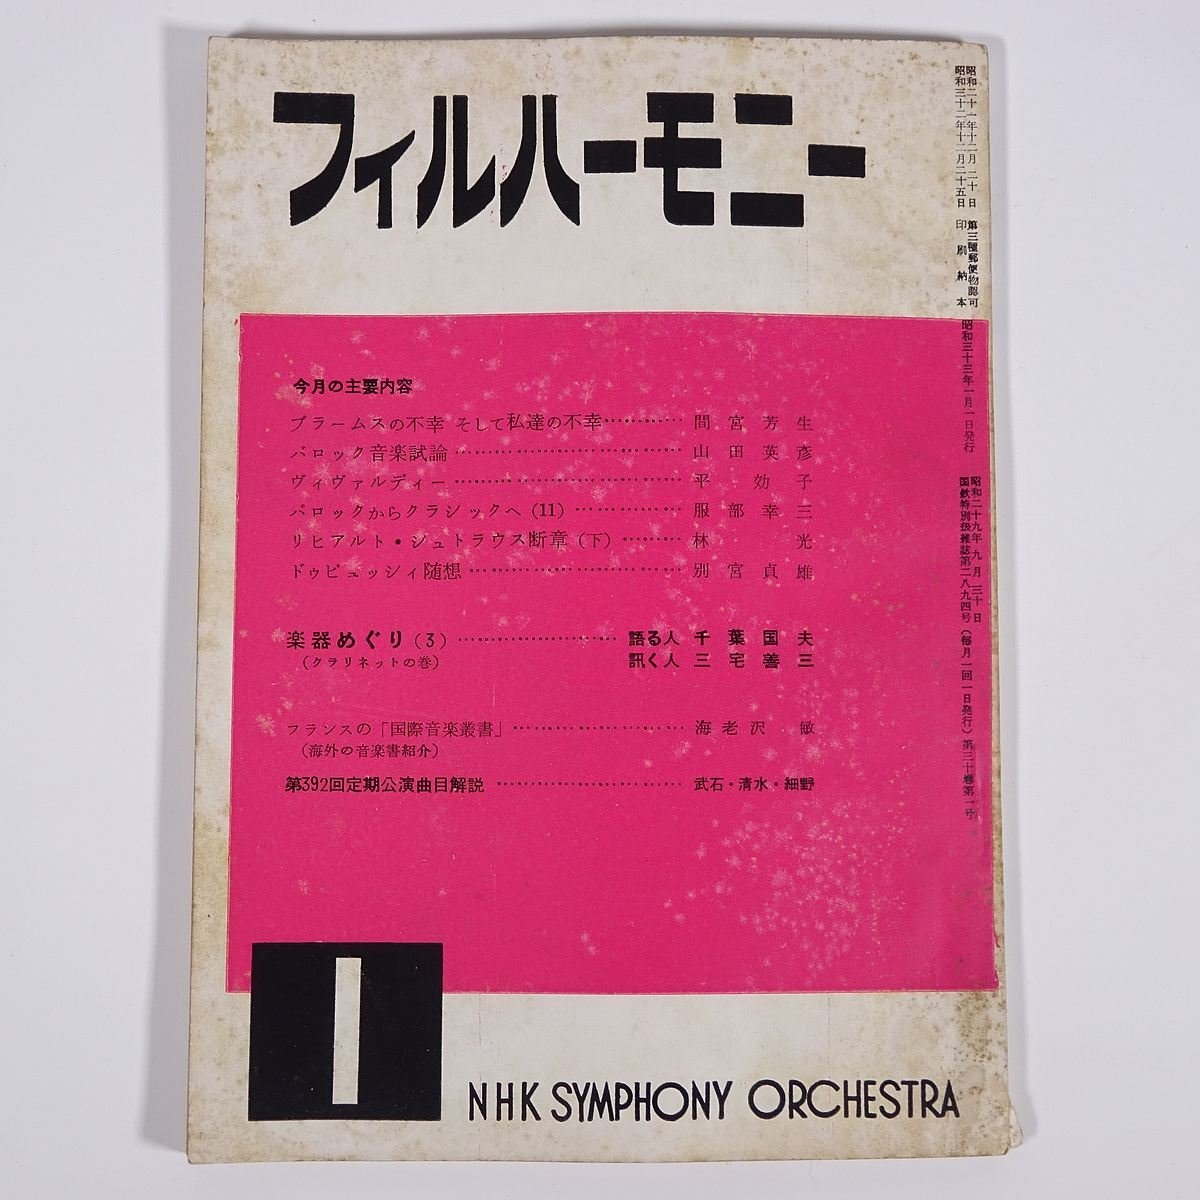 フィルハーモニー
昭和二十一年十二月二十日 第三種郵便物認可
昭和三十二年十二月二十五日 印刷納本 昭和三十三年一月一日発行
昭和二十九年九月三十日
国鉄特別扱雑誌第二八九四号（毎月一回一日発行）第三十巻第一号
今月の主要内容
ブラームスの不幸 そして私達の不幸 間宮芳生
バロック音楽試論 山田英彦
ヴィヴァルディー 平効子
バロックからクラシックへ（11） 服部幸三
リヒアルト・シュトラウス断章（下） 林光
ドゥビュッシィ随想 別宮貞雄
楽器めぐり（3） 語る人 千葉国夫
（クラリネットの巻） 訊く人 三宅善三
フランスの「国際音楽叢書」 海老沢敏
（海外の音楽書紹介）
第392回定期公演曲目解説 武石・清水・細野
1
NHK SYMPHONY ORCHESTRA